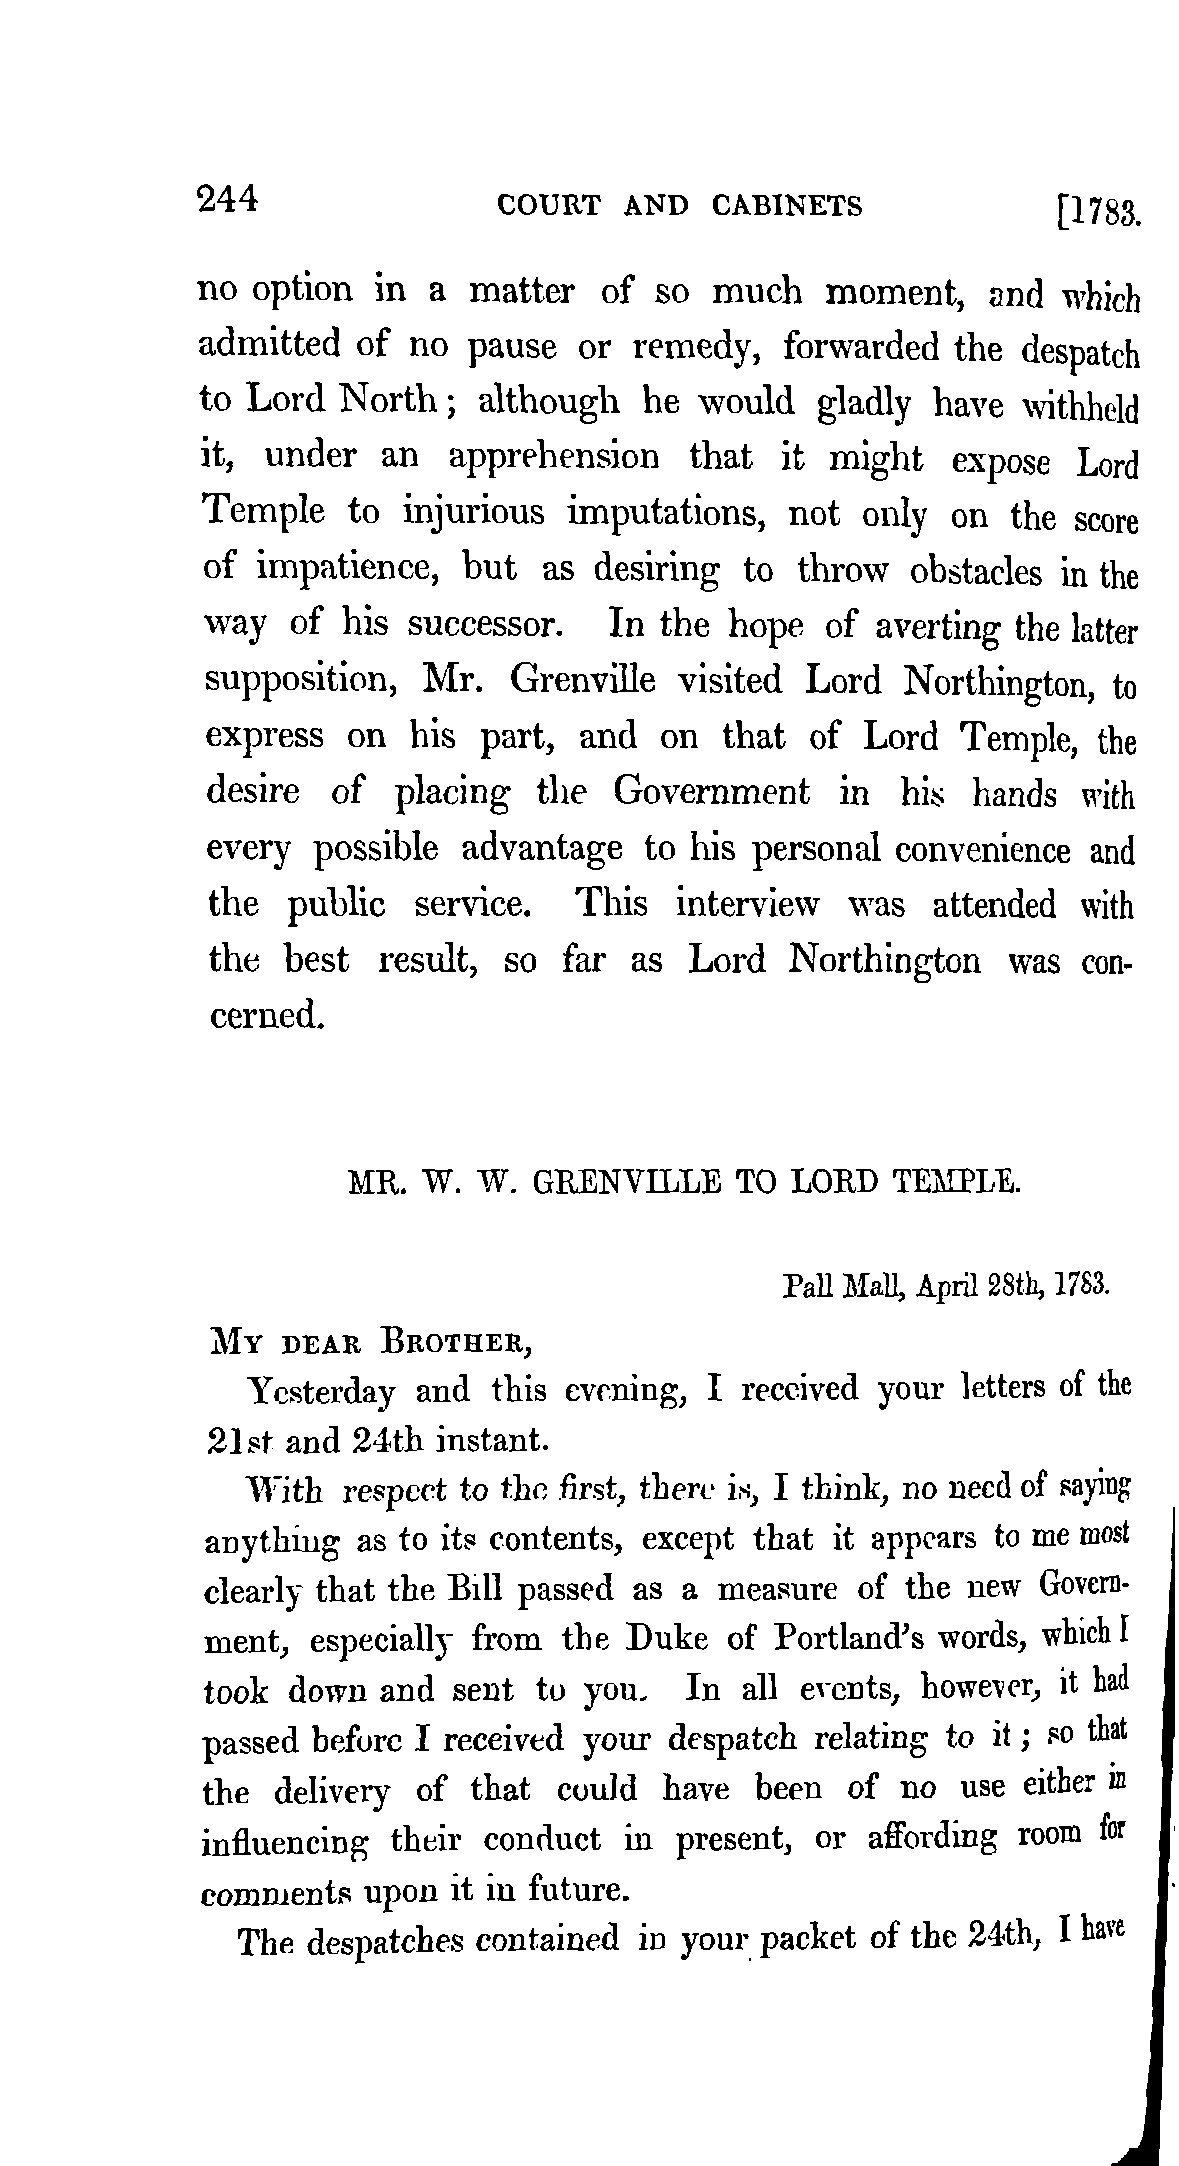 244 COURT AND CABINETS [1783.
no option in a matter of so much moment, and which
admitted of no pause or remedy, forwarded the despatch
to Lord North; although he would gladly have withheld
it, under an apprehension that it might expose Lord
Temple to injurious imputations, not only on the score
of impatience, but as desiring to throw obstacles in the
way of his successor. In the hope of averting the latter
supposition, Mr. Grenville visited Lord Northington, to
express on his part, and on that of Lord Temple, the
desire of placing the Government in his hands with
every possible advantage to his personal convenience and
the public service. This interview was attended with
the best result, so far as Lord Northington was con-
cerned.
MR. W. W. GRENVILLE TO LORD TEMPLE.
Pall Mall, April 28th, 1783.
MY DEAR BROTHER,
Yesterday and this evening, I received your letters of the
21st and 24th instant.
With respect to the first, there is, I think, no need of saying
anything as to its contents, except that it appears to me most
clearly that the Bill passed as a measure of the new Govern-
ment, especially from the Duke of Portland's words, which I
took down and sent to you. In all events, however, it had
passed before I received your despatch relating to it; so that
the delivery of that could have been of no use either in
influencing their conduct in present, or affording room for
comments upon it in future.
The despatches contained in your packet of the 24th, I have